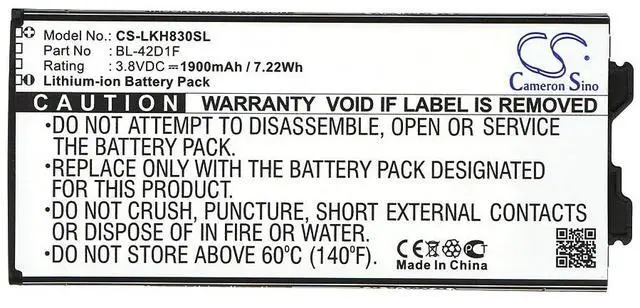 Model No.: CS-LKH830SL
Part No : BL-42D1F
Rating : 3.8VDC ⎓ 1900mAh / 7.22Wh
Lithium-ion Battery Pack
Cameron Sino
CAUTION WARRANTY VOID IF LABEL IS REMOVED
•DO NOT ATTEMPT TO DISASSEMBLE, OPEN OR SERVICE
THE BATTERY PACK.
•REPLACE ONLY WITH THE BATTERY PACK DESIGNATED
FOR THIS EQUIPMENT.
•DO NOT CRUSH, PUNCTURE, SHORT EXTERNAL CONTACTS
OR DISPOSE OF IN FIRE OR WATER.
•DO NOT STORE ABOVE 60°C (140°F).
CE
Made In China